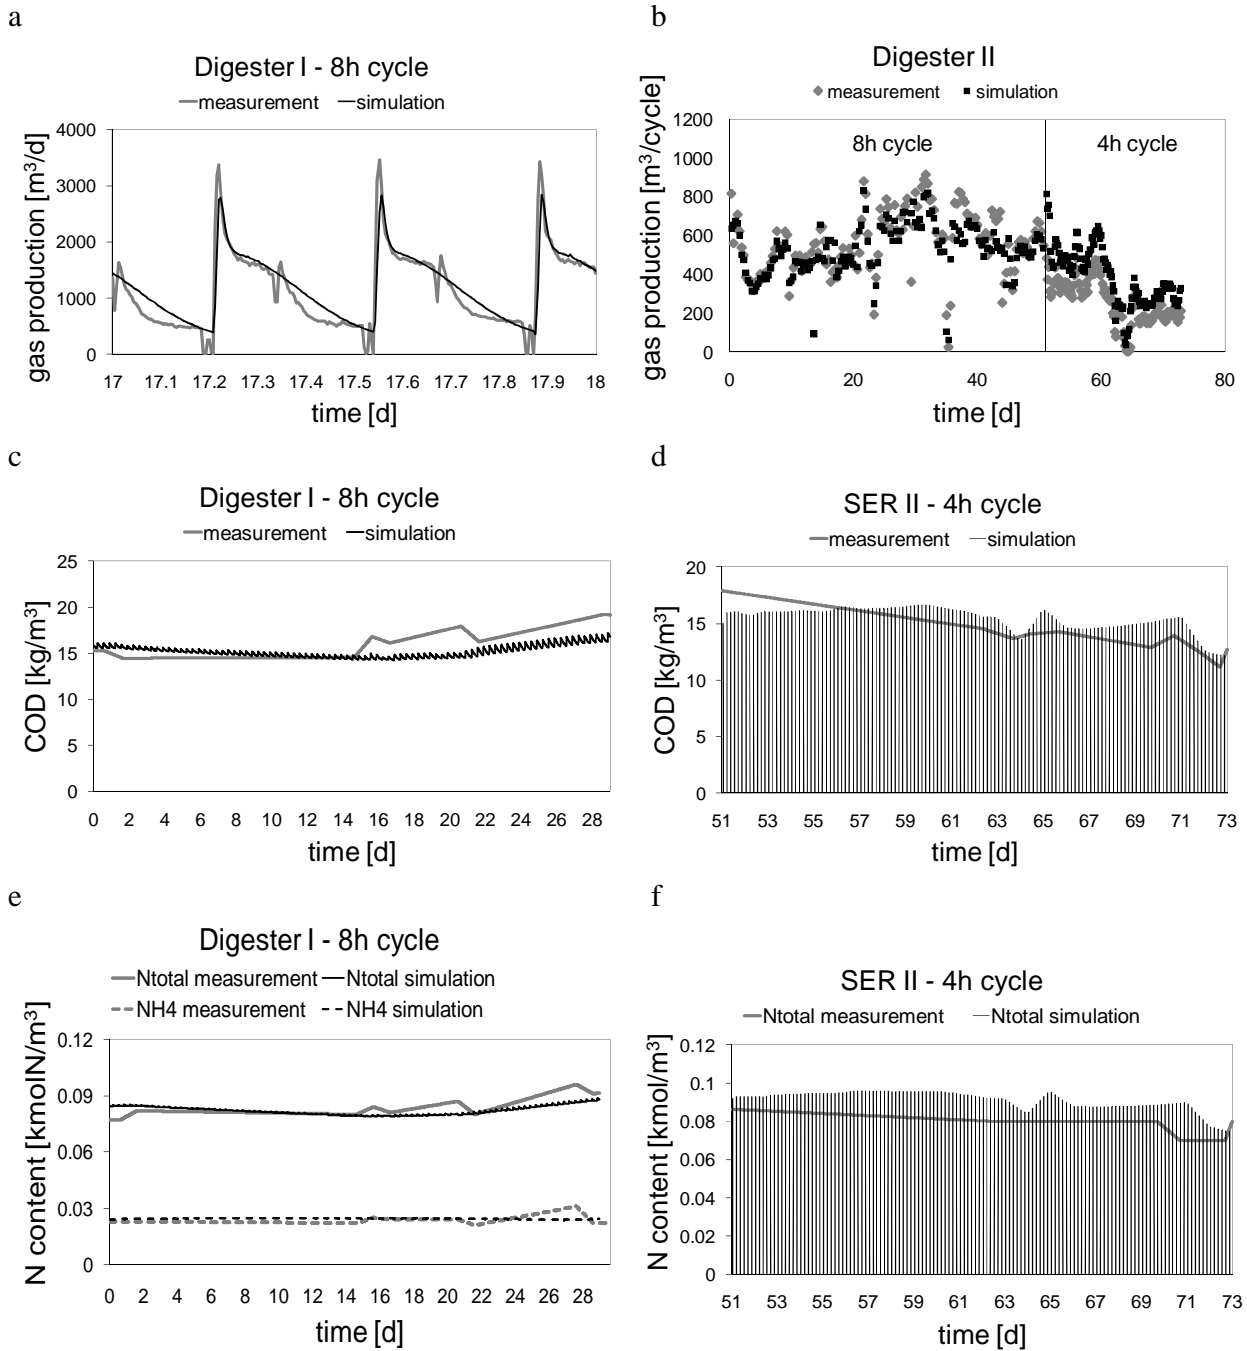 a
Digester I - 8h cycle
measurement simulation
gas production [m³/d]
4000
3000
2000
1000
0
17 17.1 17.2 17.3 17.4 17.5 17.6 17.7 17.8 17.9 18
time [d]
b
Digester II
measurement simulation
gas production [m³/cycle]
8h cycle 4h cycle
1200
1000
800
600
400
200
0
0 20 40 60 80
time [d]
c
Digester I - 8h cycle
measurement simulation
COD [kg/m³]
25
20
15
10
5
0
0 2 4 6 8 10 12 14 16 18 20 22 24 26 28
time [d]
d
SER II - 4h cycle
measurement simulation
COD [kg/m³]
20
15
10
5
0
51 53 55 57 59 61 63 65 67 69 71 73
time [d]
e
Digester I - 8h cycle
Ntotal measurement Ntotal simulation
NH4 measurement NH4 simulation
N content [kmolN/m³]
0.12
0.09
0.06
0.03
0
0 2 4 6 8 10 12 14 16 18 20 22 24 26 28
time [d]
f
SER II - 4h cycle
Ntotal measurement Ntotal simulation
N content [kmol/m³]
0.12
0.1
0.08
0.06
0.04
0.02
0
51 53 55 57 59 61 63 65 67 69 71 73
time [d]